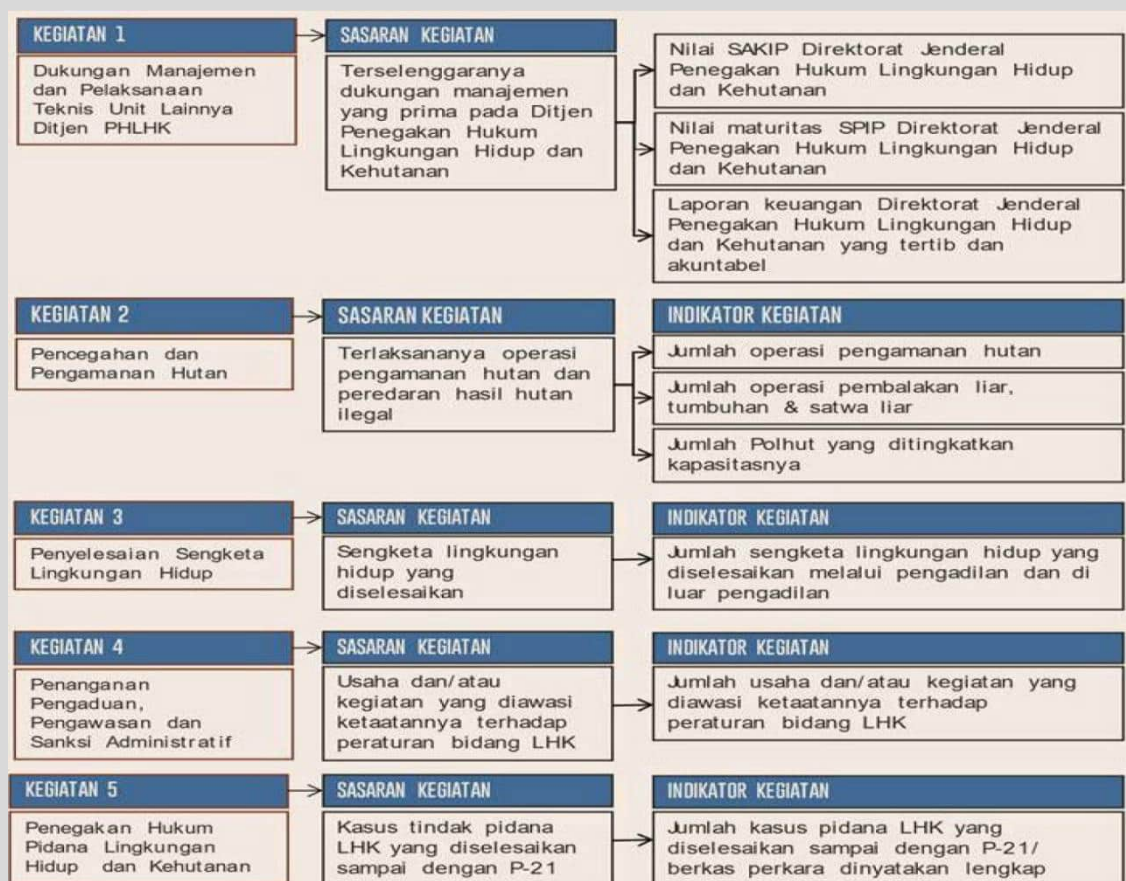 KEGIATAN 1
Dukungan Manajemen
dan Pelaksanaan
Teknis Unit Lainnya
Ditjen PHLHK
SASARAN KEGIATAN
Terselenggaranya
dukungan manajemen
yang prima pada Ditjen
Penegakan Hukum
Lingkungan Hidup dan
Kehutanan
Nilai SAKIP Direktorat Jenderal
Penegakan Hukum Lingkungan Hidup
dan Kehutanan
Nilai maturitas SPIP Direktorat Jenderal
Penegakan Hukum Lingkungan Hidup
dan Kehutanan
Laporan keuangan Direktorat Jenderal
Penegakan Hukum Lingkungan Hidup
dan Kehutanan yang tertib dan
akuntabel
KEGIATAN 2
Pencegahan dan
Pengamanan Hutan
SASARAN KEGIATAN
Terlaksananya operasi
pengamanan hutan dan
peredaran hasil hutan
ilegal
INDIKATOR KEGIATAN
Jumlah operasi pengamanan hutan
Jumlah operasi pembalakan liar,
tumbuhan & satwa liar
Jumlah Polhut yang ditingkatkan
kapasitasnya
KEGIATAN 3
Penyelesaian Sengketa
Lingkungan Hidup
SASARAN KEGIATAN
Sengketa lingkungan
hidup yang
diselesaikan
INDIKATOR KEGIATAN
Jumlah sengketa lingkungan hidup yang
diselesaikan melalui pengadilan dan di
luar pengadilan
KEGIATAN 4
Penanganan
Pengaduan,
Pengawasan dan
Sanksi Administratif
SASARAN KEGIATAN
Usaha dan/atau
kegiatan yang diawasi
ketaatannya terhadap
peraturan bidang LHK
INDIKATOR KEGIATAN
Jumlah usaha dan/atau kegiatan yang
diawasi ketaatannya terhadap
peraturan bidang LHK
KEGIATAN 5
Penegakan Hukum
Pidana Lingkungan
Hidup dan Kehutanan
SASARAN KEGIATAN
Kasus tindak pidana
LHK yang diselesaikan
sampai dengan P-21
INDIKATOR KEGIATAN
Jumlah kasus pidana LHK yang
diselesaikan sampai dengan P-21/
berkas perkara dinyatakan lengkap